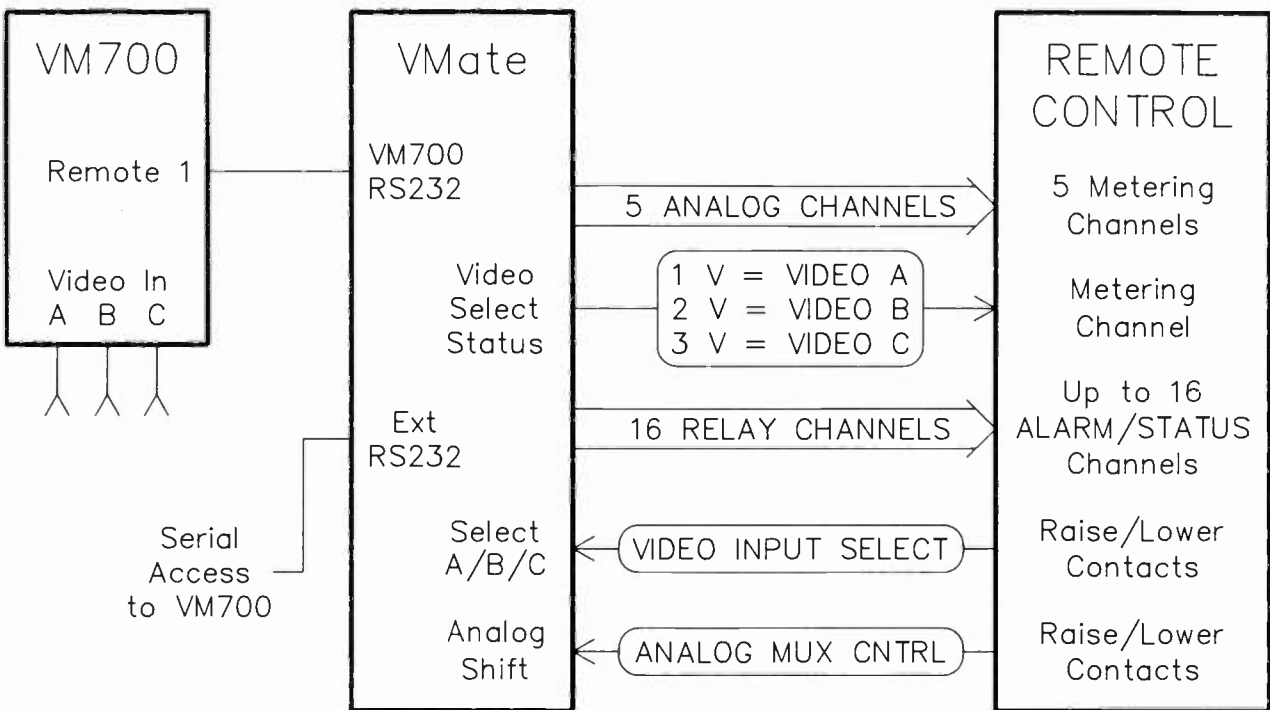 VM700
Remote 1
Video In
A B C
VMate
VM700
RS232
Video
Select
Status
Ext
RS232
Select
A/B/C
Analog
Shift
Serial
Access
to VM700
5 ANALOG CHANNELS
1 V = VIDEO A
2 V = VIDEO B
3 V = VIDEO C
16 RELAY CHANNELS
VIDEO INPUT SELECT
ANALOG MUX CNTRL
REMOTE
CONTROL
5 Metering
Channels
Metering
Channel
Up to 16
ALARM/STATUS
Channels
Raise/Lower
Contacts
Raise/Lower
Contacts